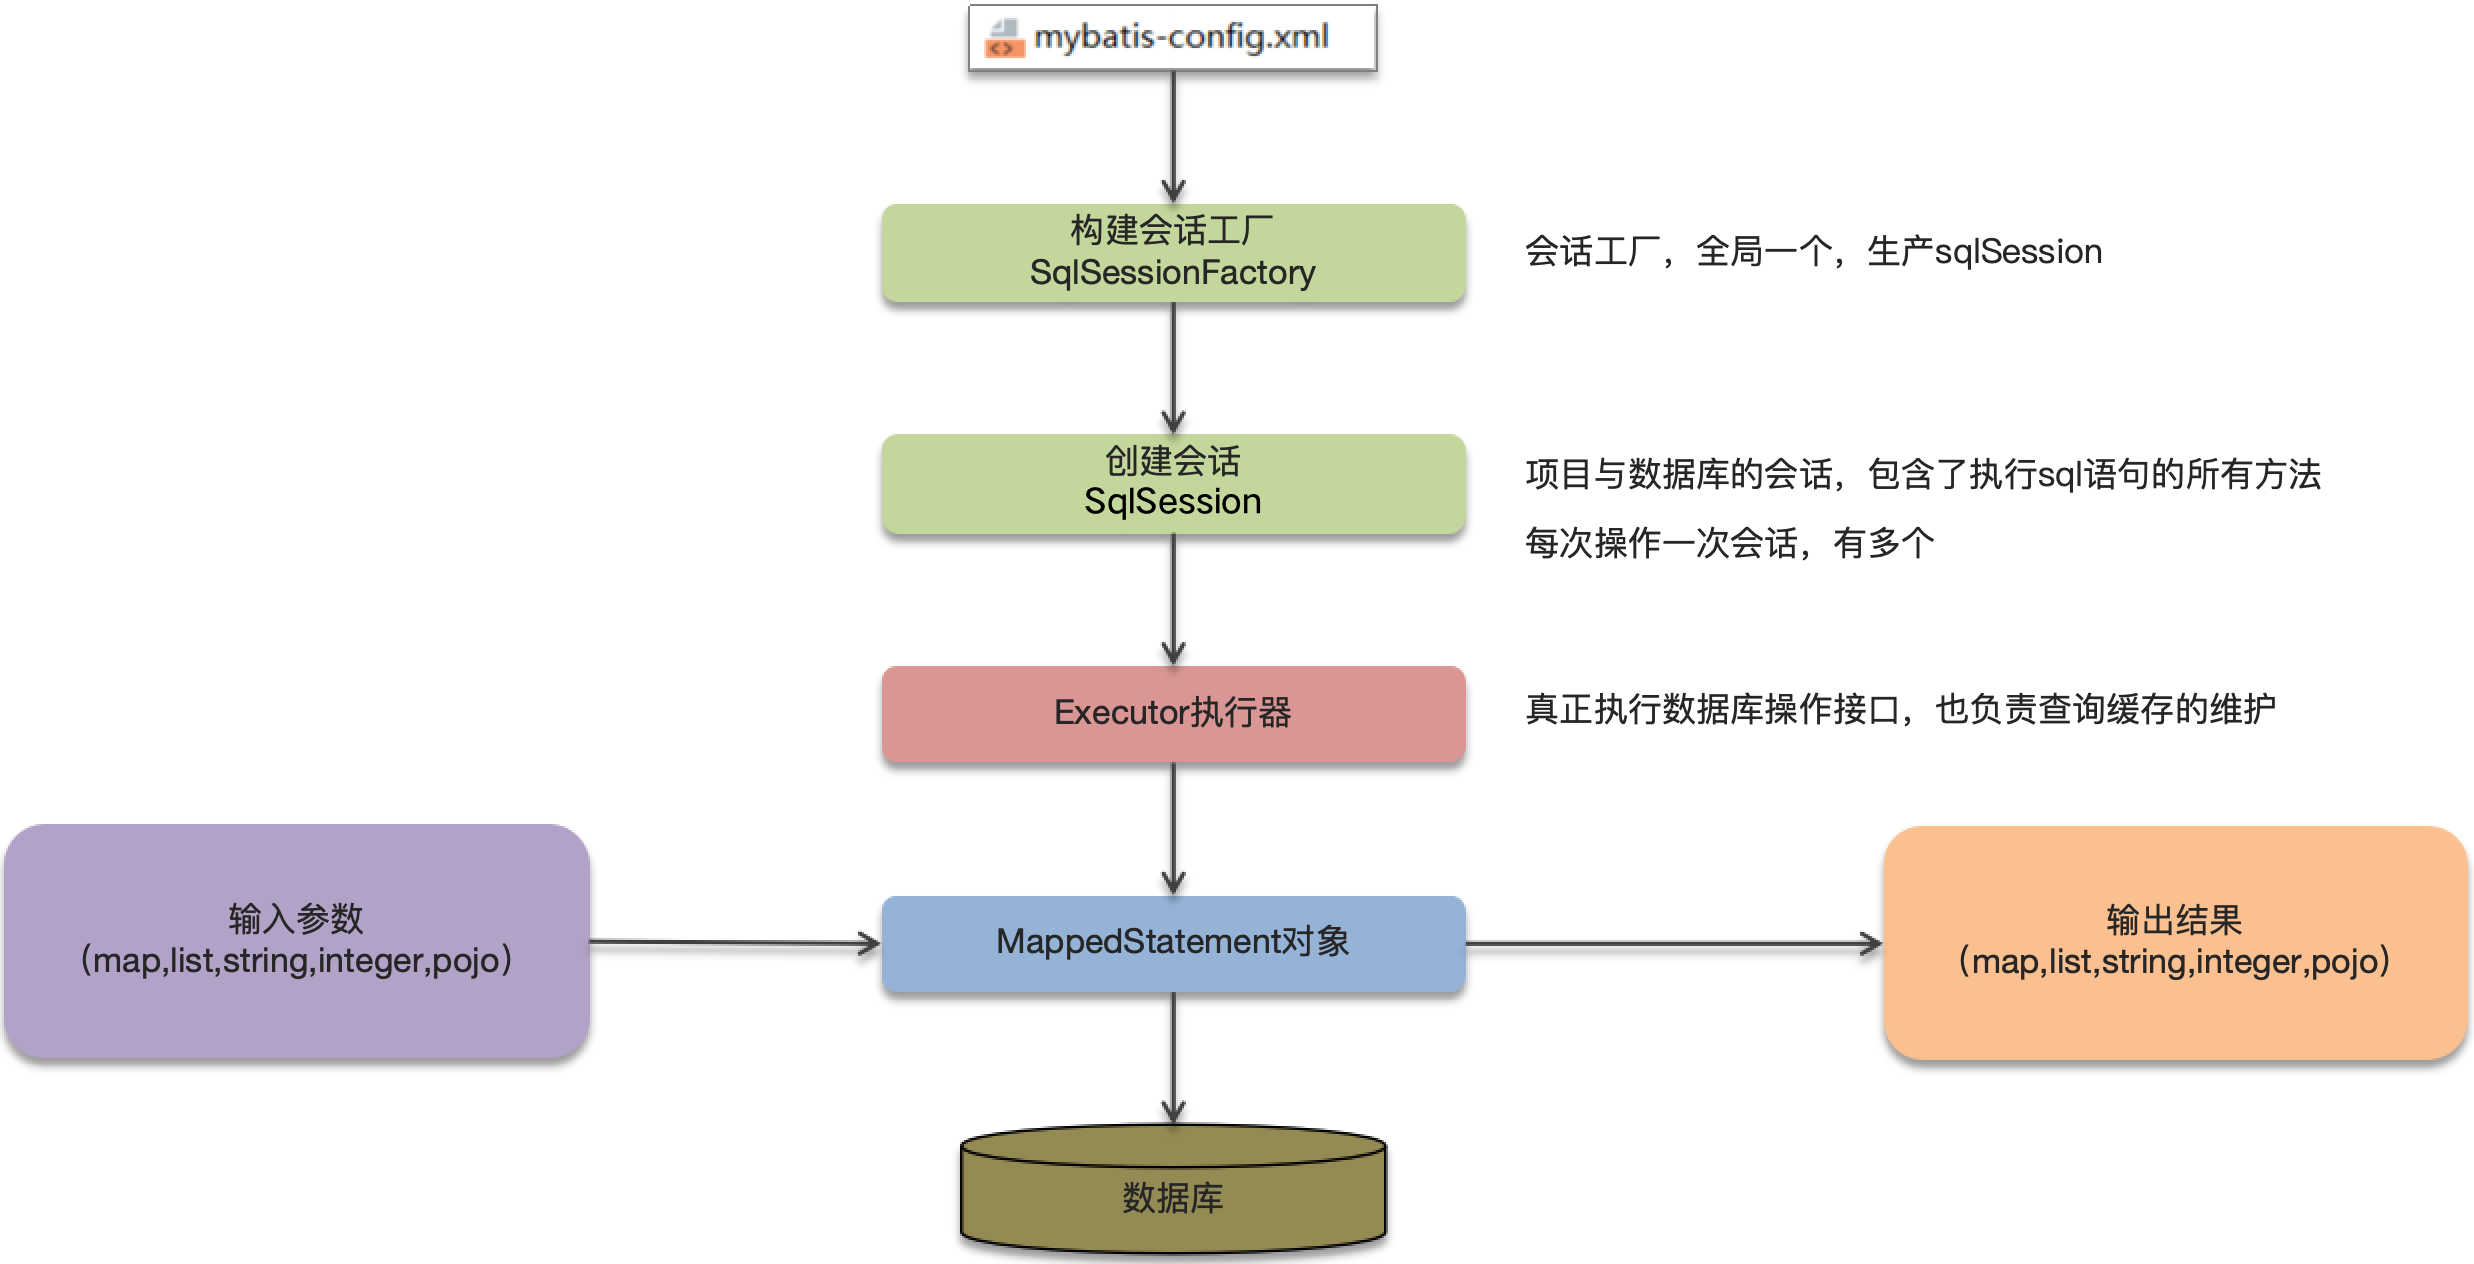 mybatis-config.xml
构建会话工厂
SqlSessionFactory
会话工厂，全局一个，生产sqlSession
创建会话
SqlSession
项目与数据库的会话，包含了执行sql语句的所有方法
每次操作一次会话，有多个
Executor执行器
真正执行数据库操作接口，也负责查询缓存的维护
输入参数
（map,list,string,integer,pojo）
MappedStatement对象
输出结果
（map,list,string,integer,pojo）
数据库